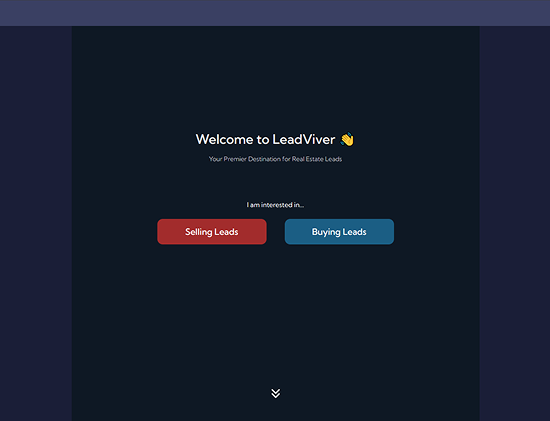 Welcome to LeadViver 👋
Your Premier Destination for Real Estate Leads
I am interested in...
Selling Leads
Buying Leads